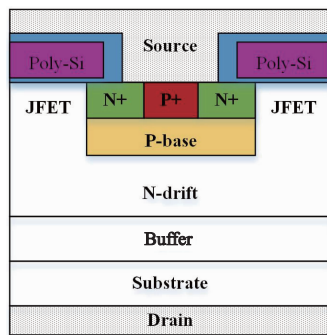 Source
Poly-Si Poly-Si
JFET N+ P+ N+ JFET
P-base
N-drift
Buffer
Substrate
Drain